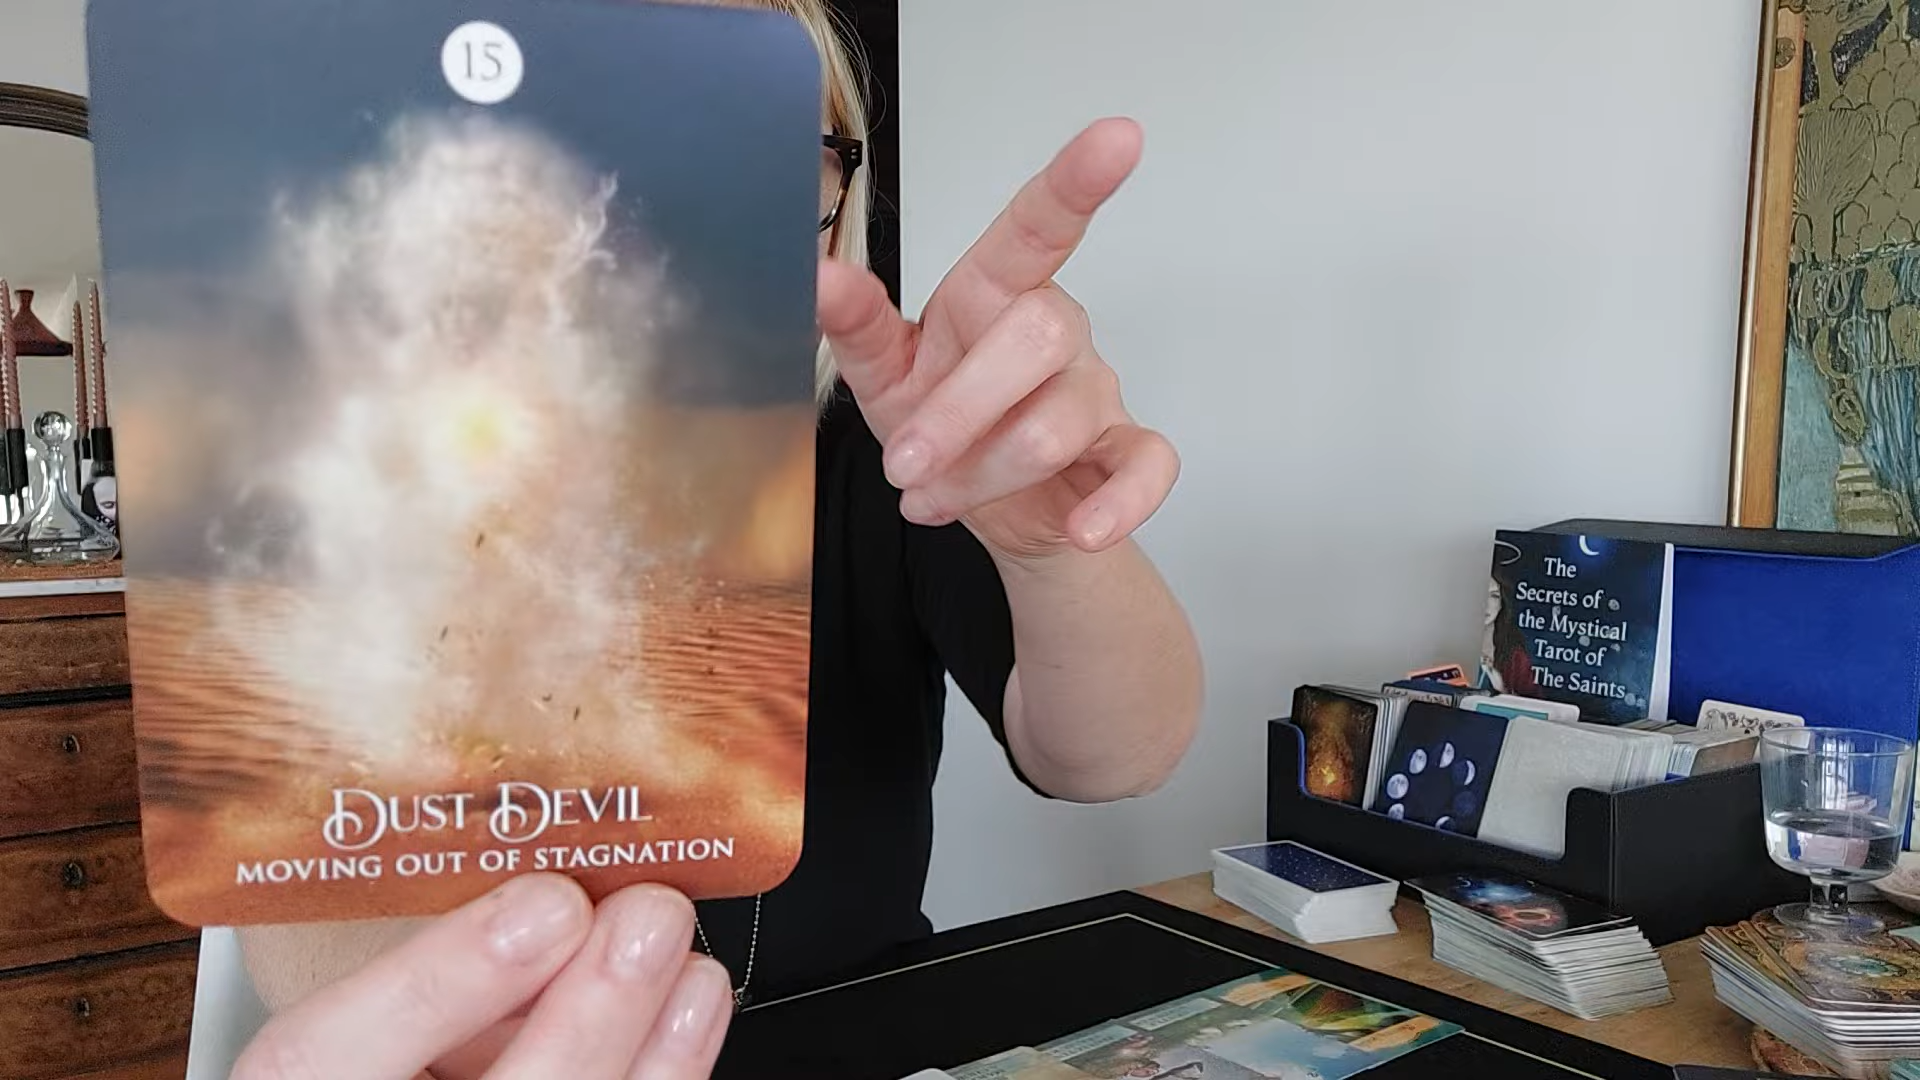 15
DUST DEVIL
MOVING OUT OF STAGNATION
The
Secrets of
the Mystical
Tarot of
The Saints